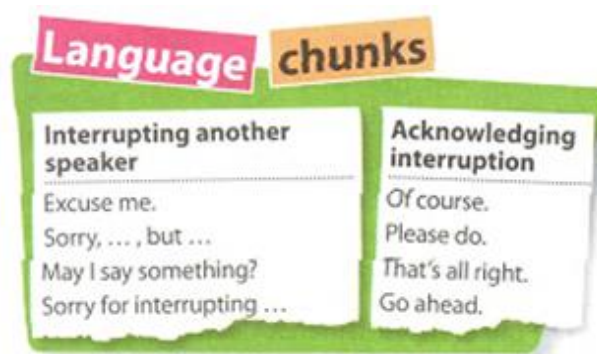 Language chunks
Interrupting another
speaker
Excuse me.
Sorry, ... , but ...
May I say something?
Sorry for interrupting ...
Acknowledging
interruption
Of course.
Please do.
That's all right.
Go ahead.